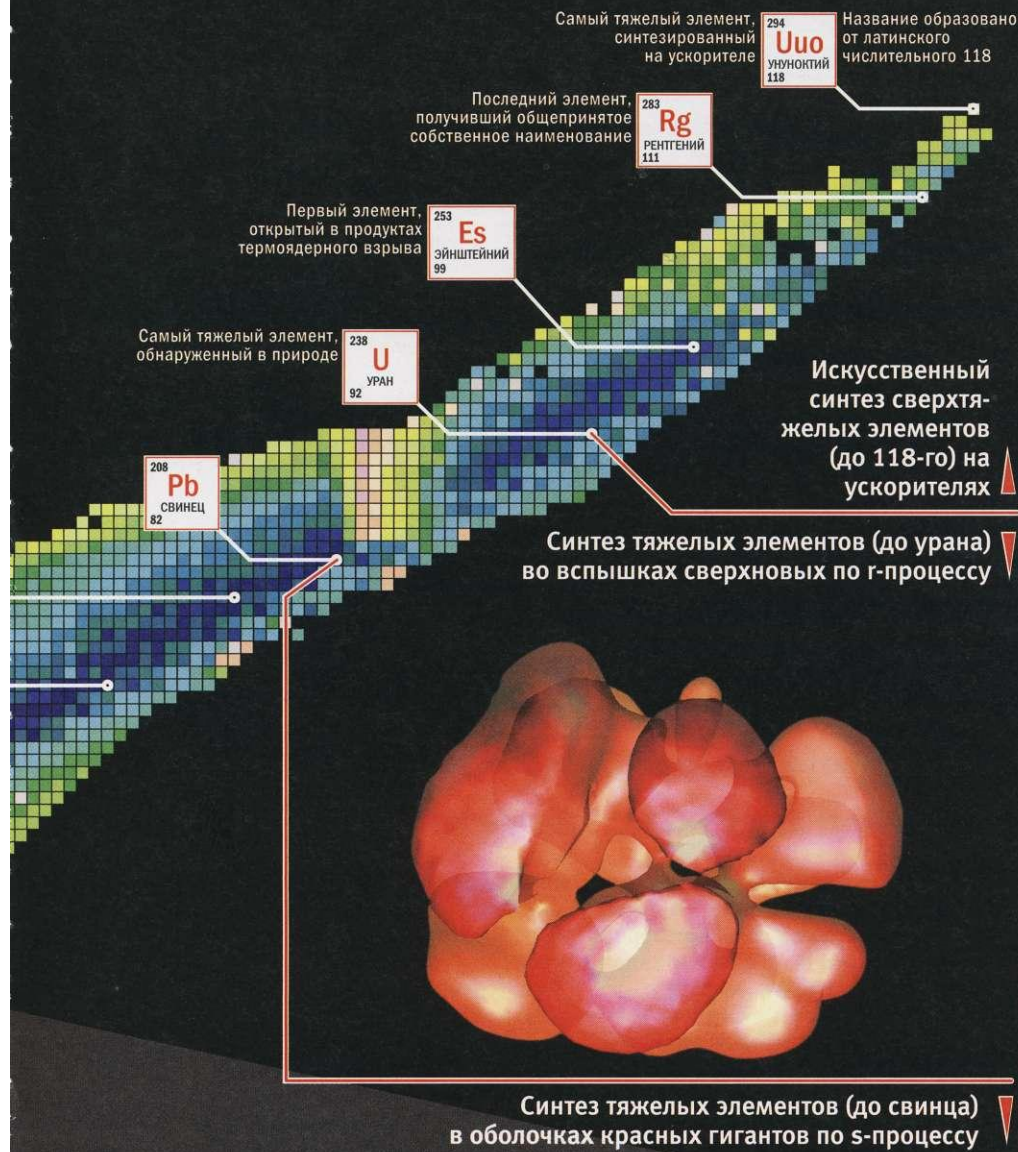 Самый тяжелый элемент,
синтезированный
на ускорителе
294
Uuo
УНУНОКТИЙ
118
Название образовано
от латинского
числительного 118
Последний элемент,
получивший общепринятое
собственное наименование
283
Rg
РЕНТГЕНИЙ
111
Первый элемент,
открытый в продуктах
термоядерного взрыва
253
Es
ЭЙНШТЕЙНИЙ
99
Самый тяжелый элемент,
обнаруженный в природе
238
U
УРАН
92
Искусственный
синтез сверхтя-
желых элементов
(до 118-го) на
ускорителях
208
Pb
СВИНЕЦ
82
Синтез тяжелых элементов (до урана)
во вспышках сверхновых по r-процессу
Синтез тяжелых элементов (до свинца)
в оболочках красных гигантов по s-процессу